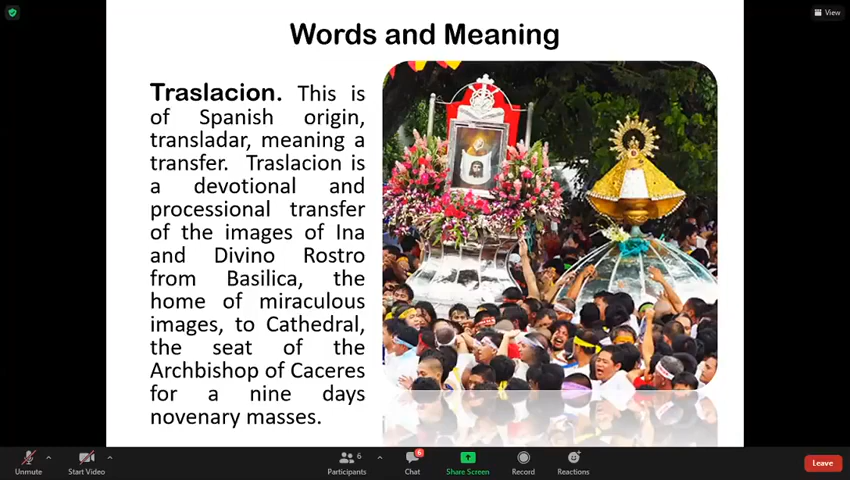 View
Words and Meaning
Traslacion. This is
of Spanish origin,
transladar, meaning a
transfer. Traslacion is
a devotional and
processional transfer
of the images of Ina
and Divino Rostro
from Basilica, the
home of miraculous
images, to Cathedral,
the seat of the
Archbishop of Caceres
for a nine days
novenary masses.
Unmute
Start Video
Participants 6
Chat 6
Share Screen
Record
Reactions
Leave